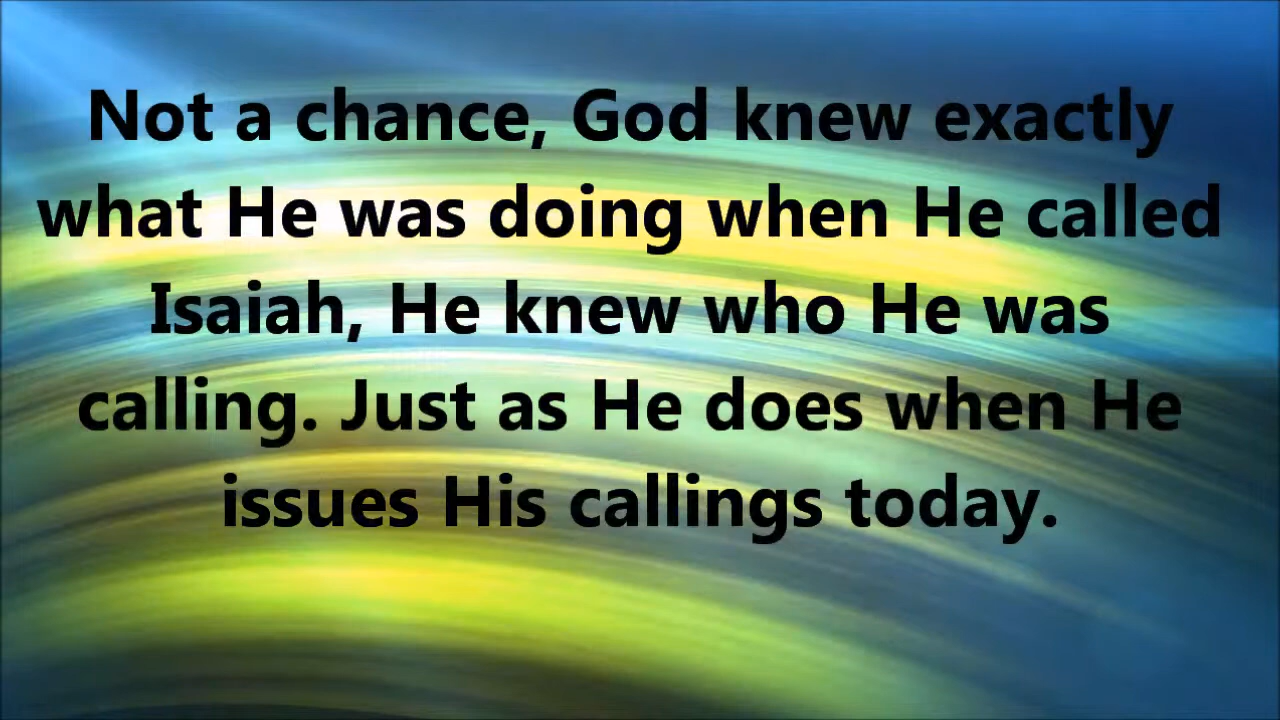 Not a chance, God knew exactly
what He was doing when He called
Isaiah, He knew who He was
calling. Just as He does when He
issues His callings today.